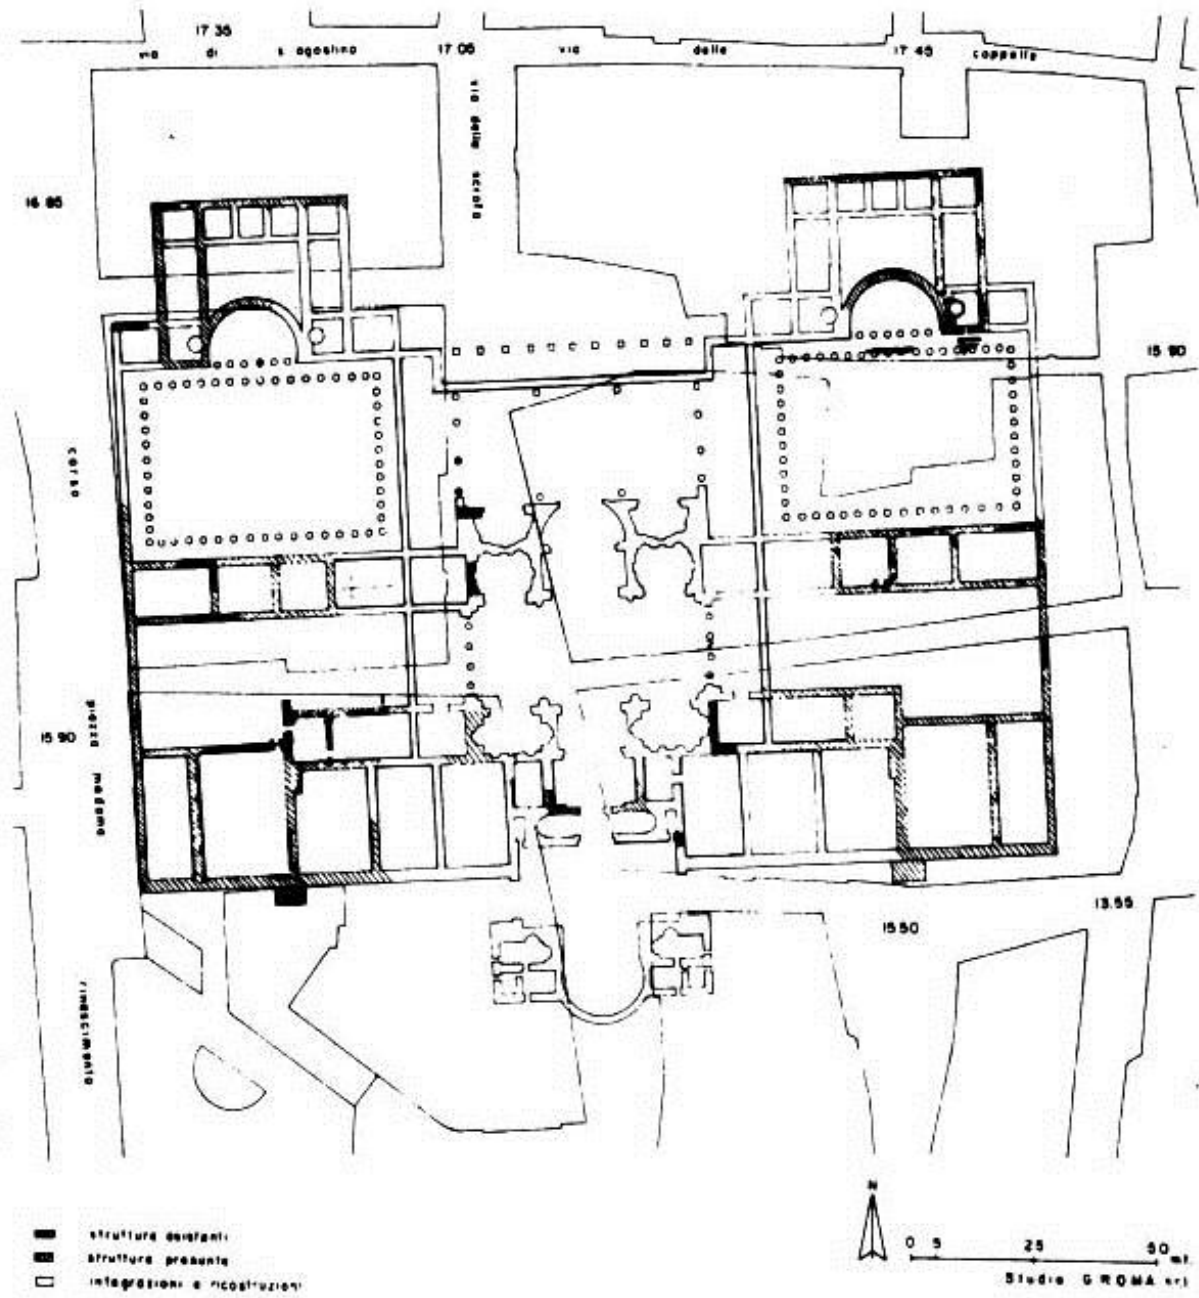 17 35
via di s agostino
17 05
via delle
17 45
coppelle
via della scrofa
16 85
15 90
corso
15 90
piazza madama
13.55
15.50
rinascimento
N
strutture esistenti
strutture presunte
integrazioni e ricostruzioni
0 5 25 50 mt.
Studio GROMA srl